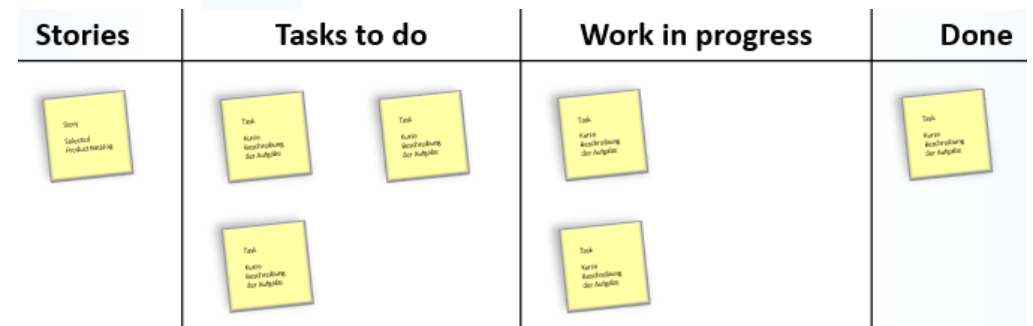 Stories Tasks to do Work in progress Done
Story
Selected
Product Backlog
Task
Kurze
Beschreibung
der Aufgabe
Task
Kurze
Beschreibung
der Aufgabe
Task
Kurze
Beschreibung
der Aufgabe
Task
Kurze
Beschreibung
der Aufgabe
Task
Kurze
Beschreibung
der Aufgabe
Task
Kurze
Beschreibung
der Aufgabe